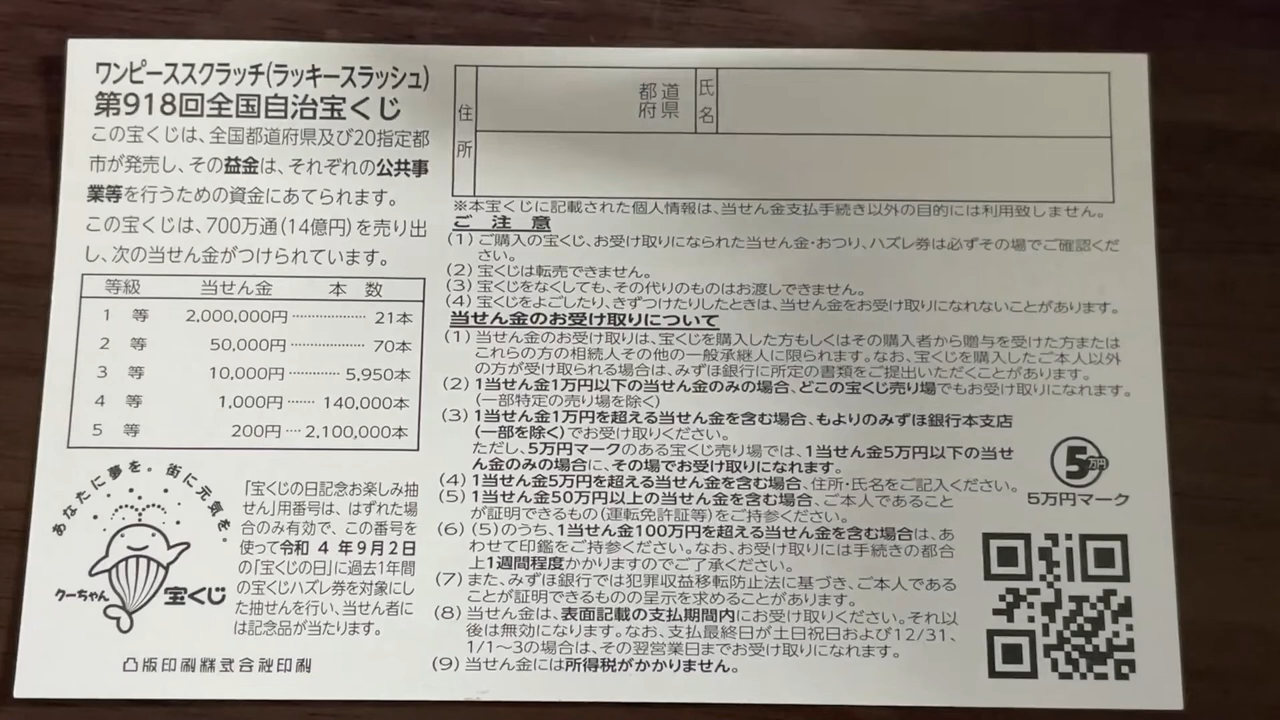 ワンピーススクラッチ(ラッキースラッシュ)
第918回全国自治宝くじ
この宝くじは、全国都道府県及び20指定都
市が発売し、その益金は、それぞれの公共事
業等を行うための資金にあてられます。
この宝くじは、700万通(14億円)を売り出
し、次の当せん金がつけられています。
等級 当せん金 本数
1等 2,000,000円 ……………… 21本
2等 50,000円 ……………… 70本
3等 10,000円 ………… 5,950本
4等 1,000円 …… 140,000本
5等 200円 … 2,100,000本
あなたに夢を。街に元気を。
クーちゃん 宝くじ
「宝くじの日記念お楽しみ抽
せん」用番号は、はずれた場
合のみ有効で、この番号を
使って令和4年9月2日
の「宝くじの日」に過去1年間
の宝くじハズレ券を対象にし
た抽せんを行い、当せん者に
は記念品が当たります。
凸版印刷株式会社印刷
住所 都道府県 氏名
※本宝くじに記載された個人情報は、当せん金支払手続き以外の目的には利用致しません。
ご注意
(1) ご購入の宝くじ、お受け取りになられた当せん金・おつり、ハズレ券は必ずその場でご確認くだ
さい。
(2) 宝くじは転売できません。
(3) 宝くじをなくしても、その代りのものはお渡しできません。
(4) 宝くじをよごしたり、きずつけたりしたときは、当せん金をお受け取りになれないことがあります。
当せん金のお受け取りについて
(1) 当せん金のお受け取りは、宝くじを購入した方もしくはその購入者から贈与を受けた方または
これらの方の相続人その他の一般承継人に限られます。なお、宝くじを購入したご本人以外
の方が受け取られる場合は、みずほ銀行に所定の書類をご提出いただくことがあります。
(2) 1当せん金1万円以下の当せん金のみの場合、どこの宝くじ売り場でもお受け取りになれます。
(一部特定の売り場を除く)
(3) 1当せん金1万円を超える当せん金を含む場合、もよりのみずほ銀行本支店
(一部を除く)でお受け取りください。
ただし、5万円マークのある宝くじ売り場では、1当せん金5万円以下の当せ
ん金のみの場合に、その場でお受け取りになれます。
(4) 1当せん金5万円を超える当せん金を含む場合、住所・氏名をご記入ください。
(5) 1当せん金50万円以上の当せん金を含む場合、ご本人であること
が証明できるもの(運転免許証等)をご持参ください。
(6) (5)のうち、1当せん金100万円を超える当せん金を含む場合は、あ
わせて印鑑をご持参ください。なお、お受け取りには手続きの都合
上1週間程度かかりますのでご了承ください。
(7) また、みずほ銀行では犯罪収益移転防止法に基づき、ご本人である
ことが証明できるものの呈示を求めることがあります。
(8) 当せん金は、表面記載の支払期間内にお受け取りください。それ以
後は無効になります。なお、支払最終日が土日祝日および12/31、
1/1〜3の場合は、その翌営業日までお受け取りになれます。
(9) 当せん金には所得税がかかりません。
5万円
5万円マーク